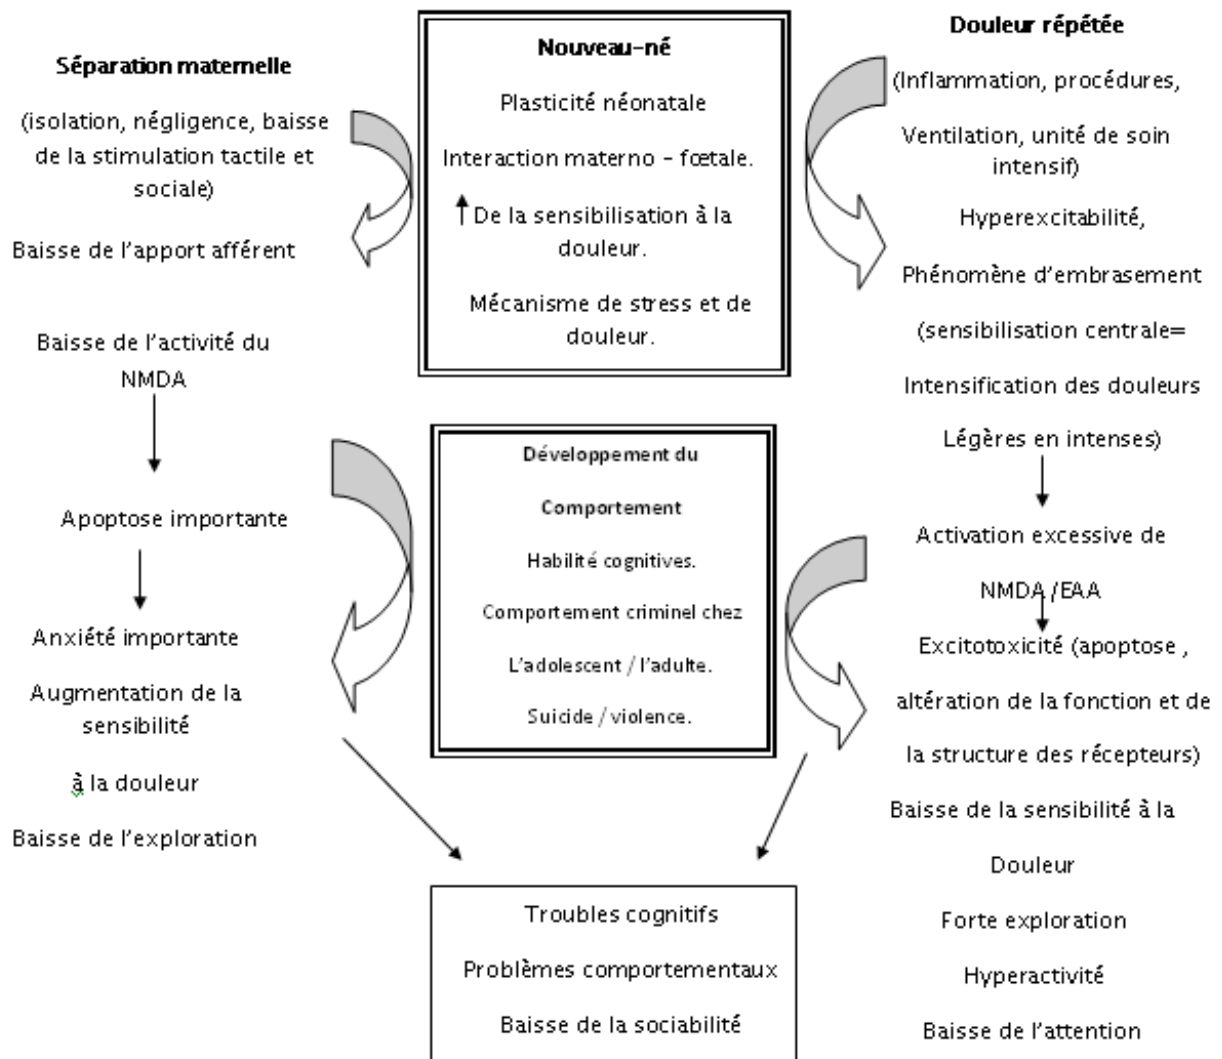 Séparation maternelle
(isolation, négligence, baisse
de la stimulation tactile et
sociale)
Baisse de l'apport afférent
Baisse de l'activité du
NMDA
Apoptose importante
Anxiété importante
Augmentation de la
sensibilité
à la douleur
Baisse de l'exploration
Nouveau-né
Plasticité néonatale
Interaction materno – fœtale.
De la sensibilisation à la
douleur.
Mécanisme de stress et de
douleur.
Développement du
Comportement
Habilité cognitives.
Comportement criminel chez
L'adolescent / l'adulte.
Suicide / violence.
Troubles cognitifs
Problèmes comportementaux
Baisse de la sociabilité
Douleur répétée
(Inflammation, procédures,
Ventilation, unité de soin
intensif)
Hyperexcitabilité,
Phénomène d'embrasement
(sensibilisation centrale=
Intensification des douleurs
Légères en intenses)
Activation excessive de
NMDA /EAA
Excitotoxicité (apoptose ,
altération de la fonction et de
la structure des récepteurs)
Baisse de la sensibilité à la
Douleur
Forte exploration
Hyperactivité
Baisse de l'attention